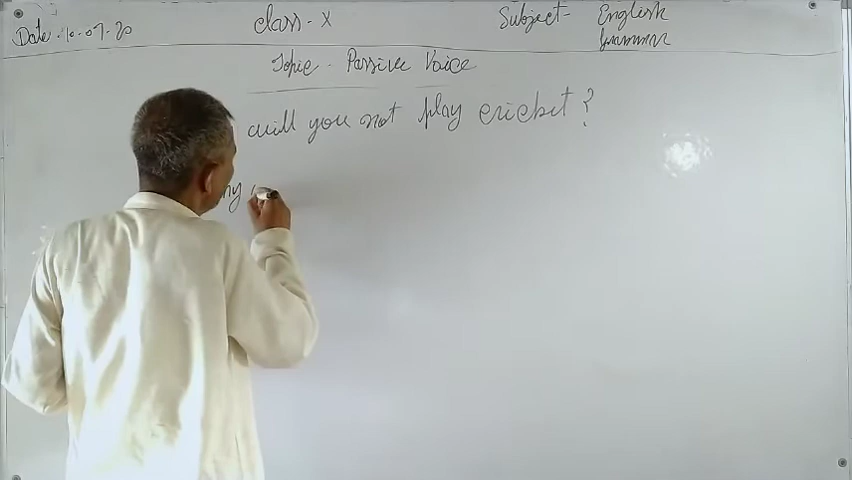 Date. 10-07-20 Class- X Subject- English
Grammar
Topic - Passive Voice
will you not play cricket?